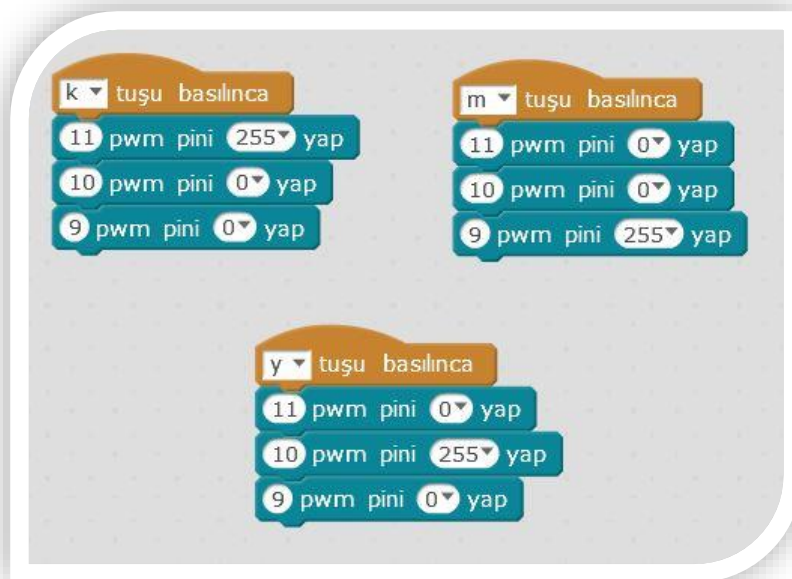 k tuşu basılınca
11 pwm pini 255 yap
10 pwm pini 0 yap
9 pwm pini 0 yap
m tuşu basılınca
11 pwm pini 0 yap
10 pwm pini 0 yap
9 pwm pini 255 yap
y tuşu basılınca
11 pwm pini 0 yap
10 pwm pini 255 yap
9 pwm pini 0 yap